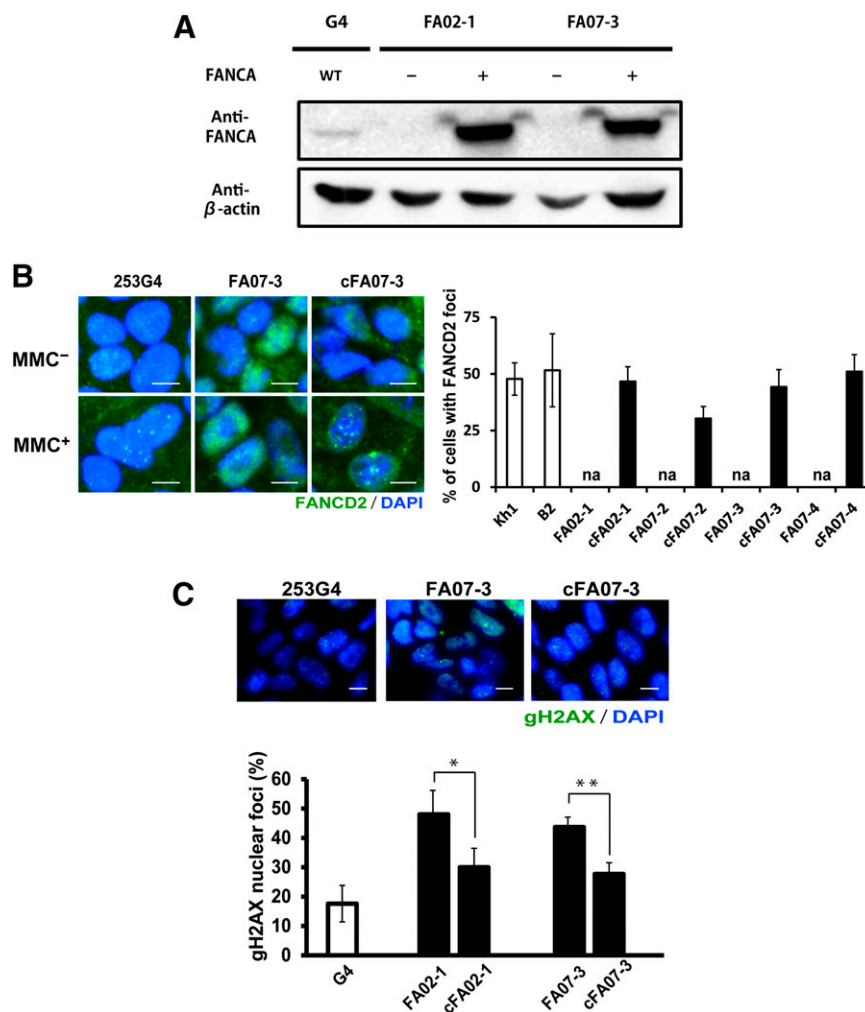 A
G4 FA02-1 FA07-3
FANCA WT − + − +
Anti-
FANCA
Anti-
β-actin
B
253G4 FA07-3 cFA07-3
MMC−
MMC+
FANCD2 / DAPI
% of cells with FANCD2 foci
75
50
25
0
na na na na
Kh1 B2 FA02-1 cFA02-1 FA07-2 cFA07-2 FA07-3 cFA07-3 FA07-4 cFA07-4
C
253G4 FA07-3 cFA07-3
gH2AX / DAPI
gH2AX nuclear foci (%)
60
50
40
30
20
10
0
* **
G4 FA02-1 cFA02-1 FA07-3 cFA07-3